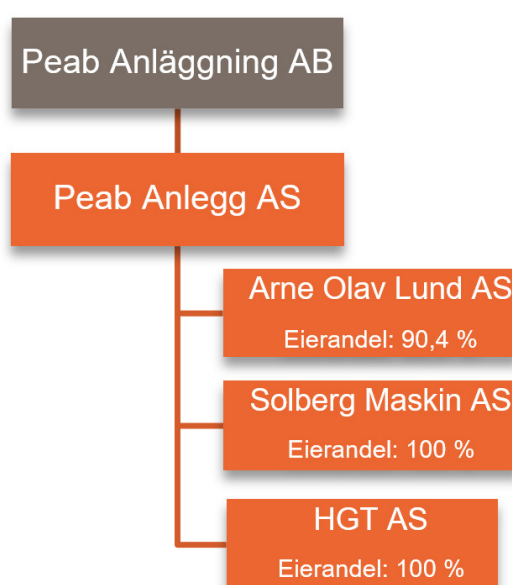 Peab Anläggning AB
Peab Anlegg AS
Arne Olav Lund AS
Eierandel: 90,4 %
Solberg Maskin AS
Eierandel: 100 %
HGT AS
Eierandel: 100 %